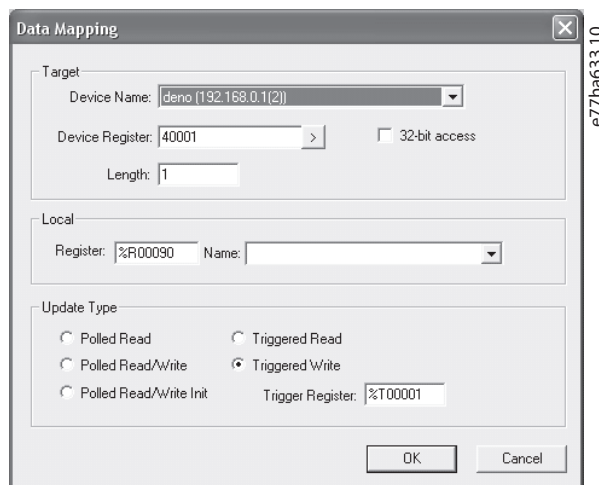 Data Mapping
Target
Device Name: deno (192.168.0.1(2))
Device Register: 40001 > 32-bit access
Length: 1
Local
Register: %R00090 Name:
Update Type
Polled Read Triggered Read
Polled Read/Write Triggered Write
Polled Read/Write Init Trigger Register: %T00001
OK Cancel
e77ha633.10